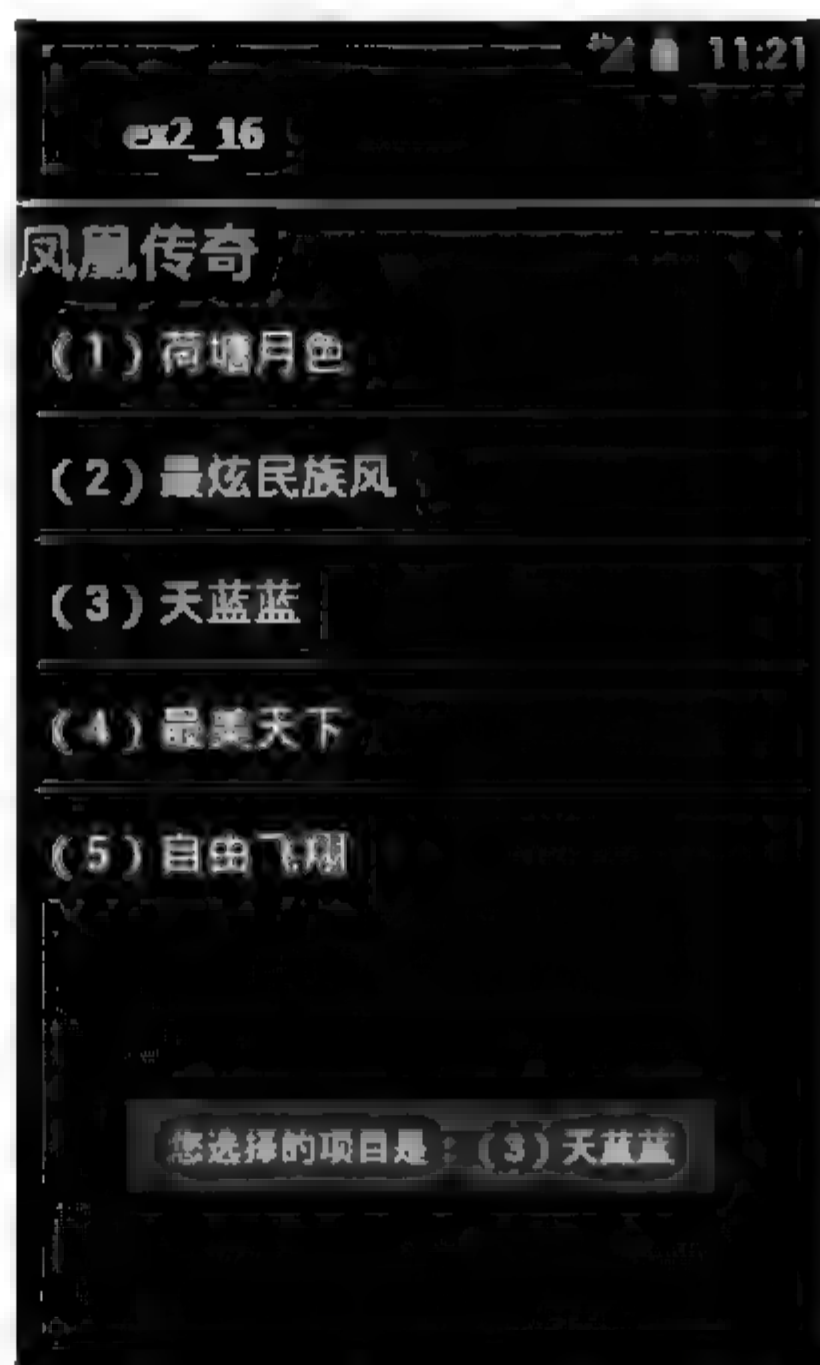 11:21
ex2_16
凤凰传奇
(1)荷塘月色
(2)最炫民族风
(3)天蓝蓝
(4)最美天下
(5)自由飞翔
您选择的项目是:(3)天蓝蓝